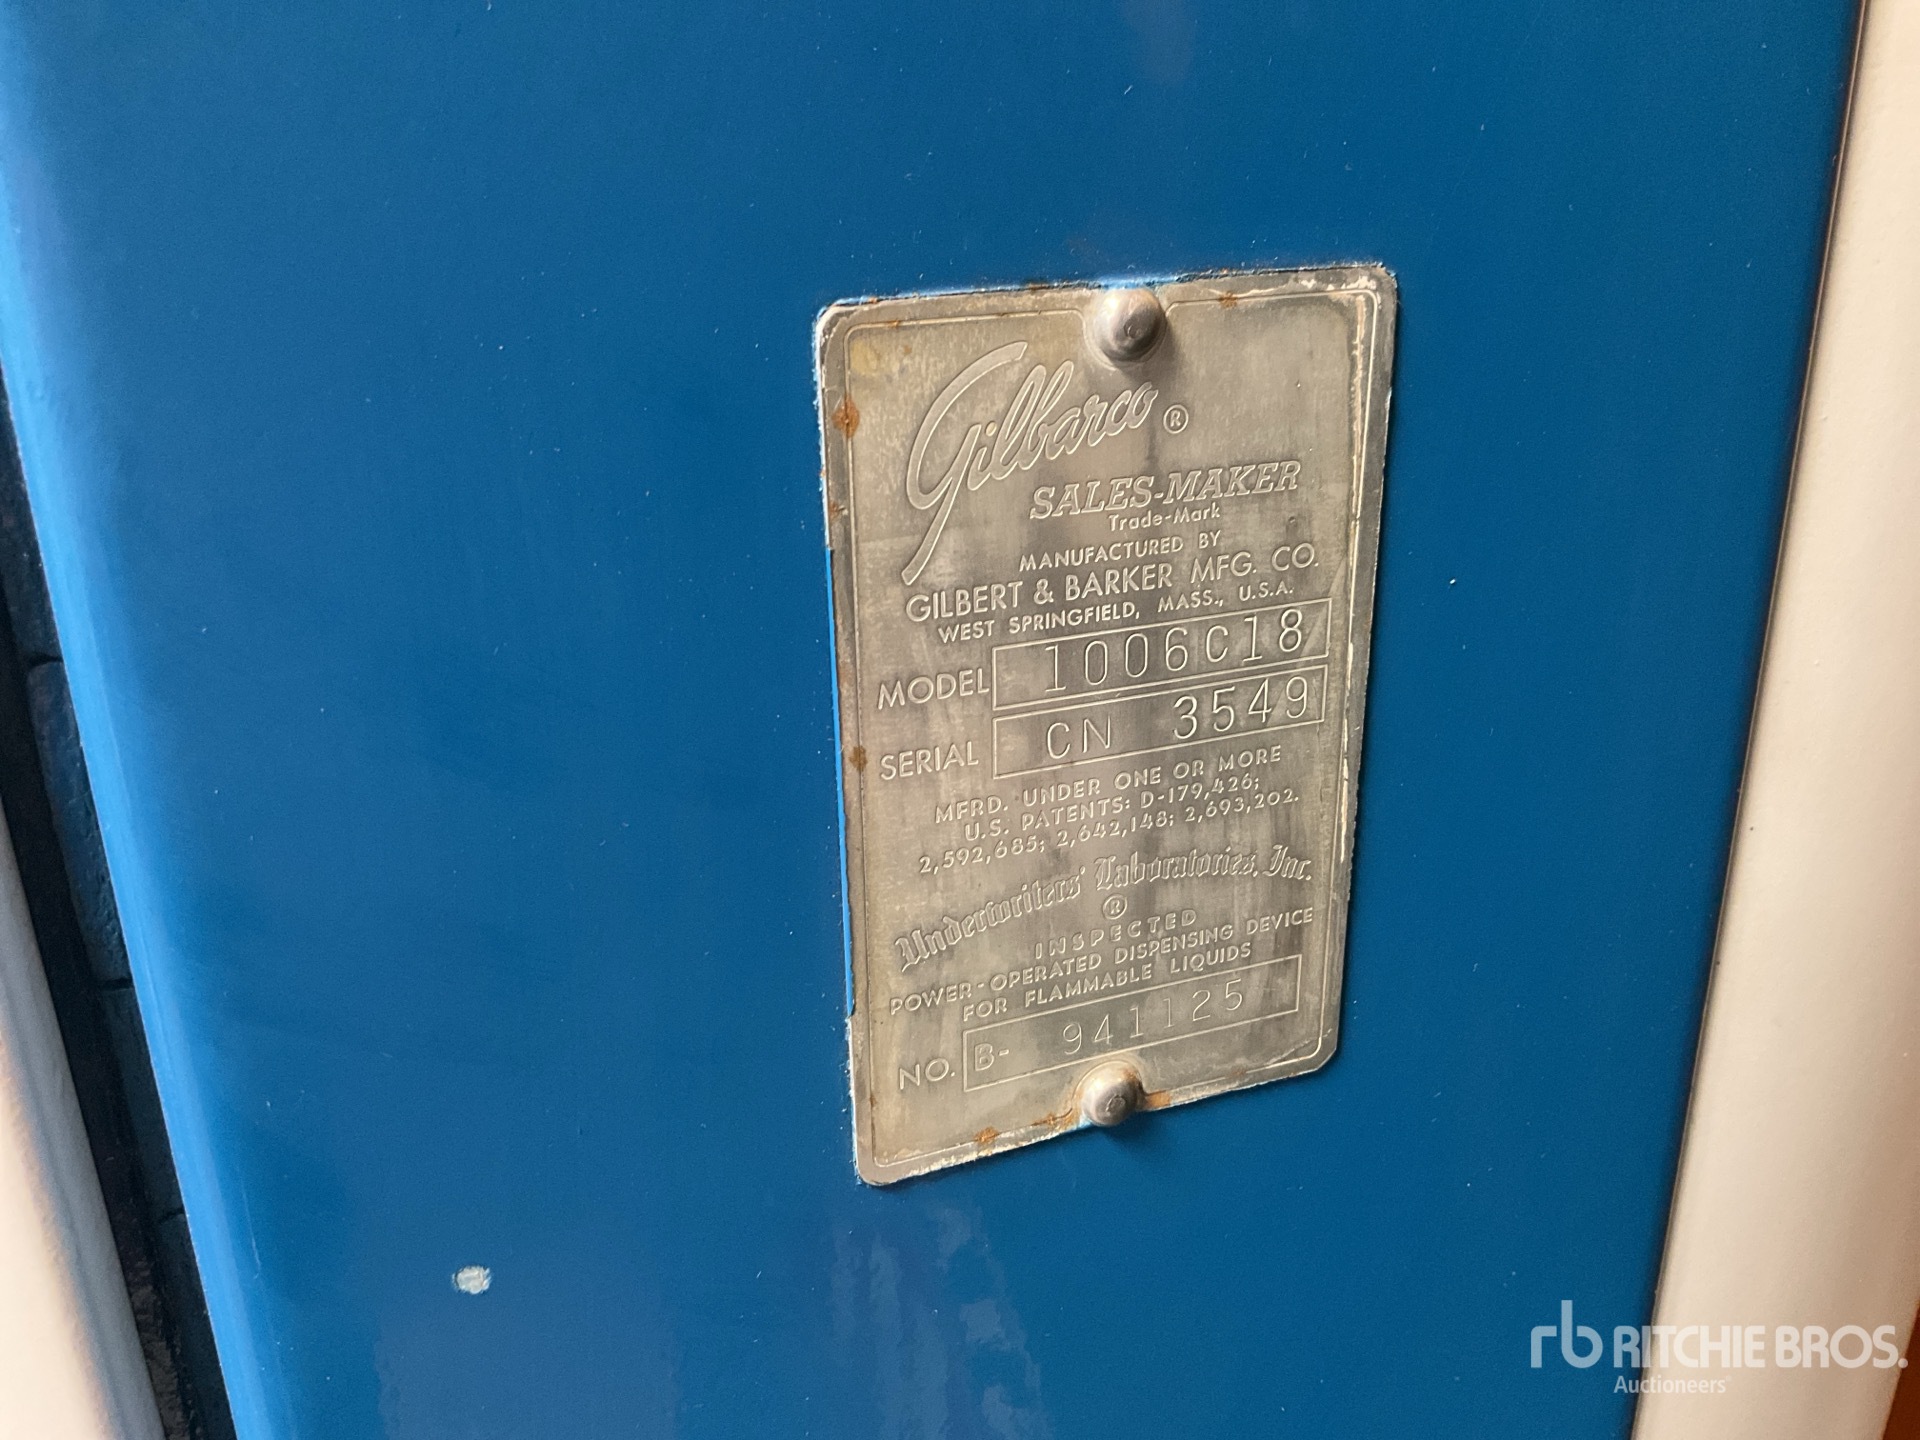 Gilbarco ®
SALES-MAKER
Trade-Mark
MANUFACTURED BY
GILBERT & BARKER MFG. CO.
WEST SPRINGFIELD, MASS., U.S.A.
MODEL 1006C18
SERIAL CN 3549
MFRD. UNDER ONE OR MORE
U.S. PATENTS: D-179,426;
2,592,685; 2,642,148; 2,693,202.
Underwriters' Laboratories, Inc.
®
INSPECTED
POWER-OPERATED DISPENSING DEVICE
FOR FLAMMABLE LIQUIDS
NO. B- 941125
rb RITCHIE BROS.
Auctioneers